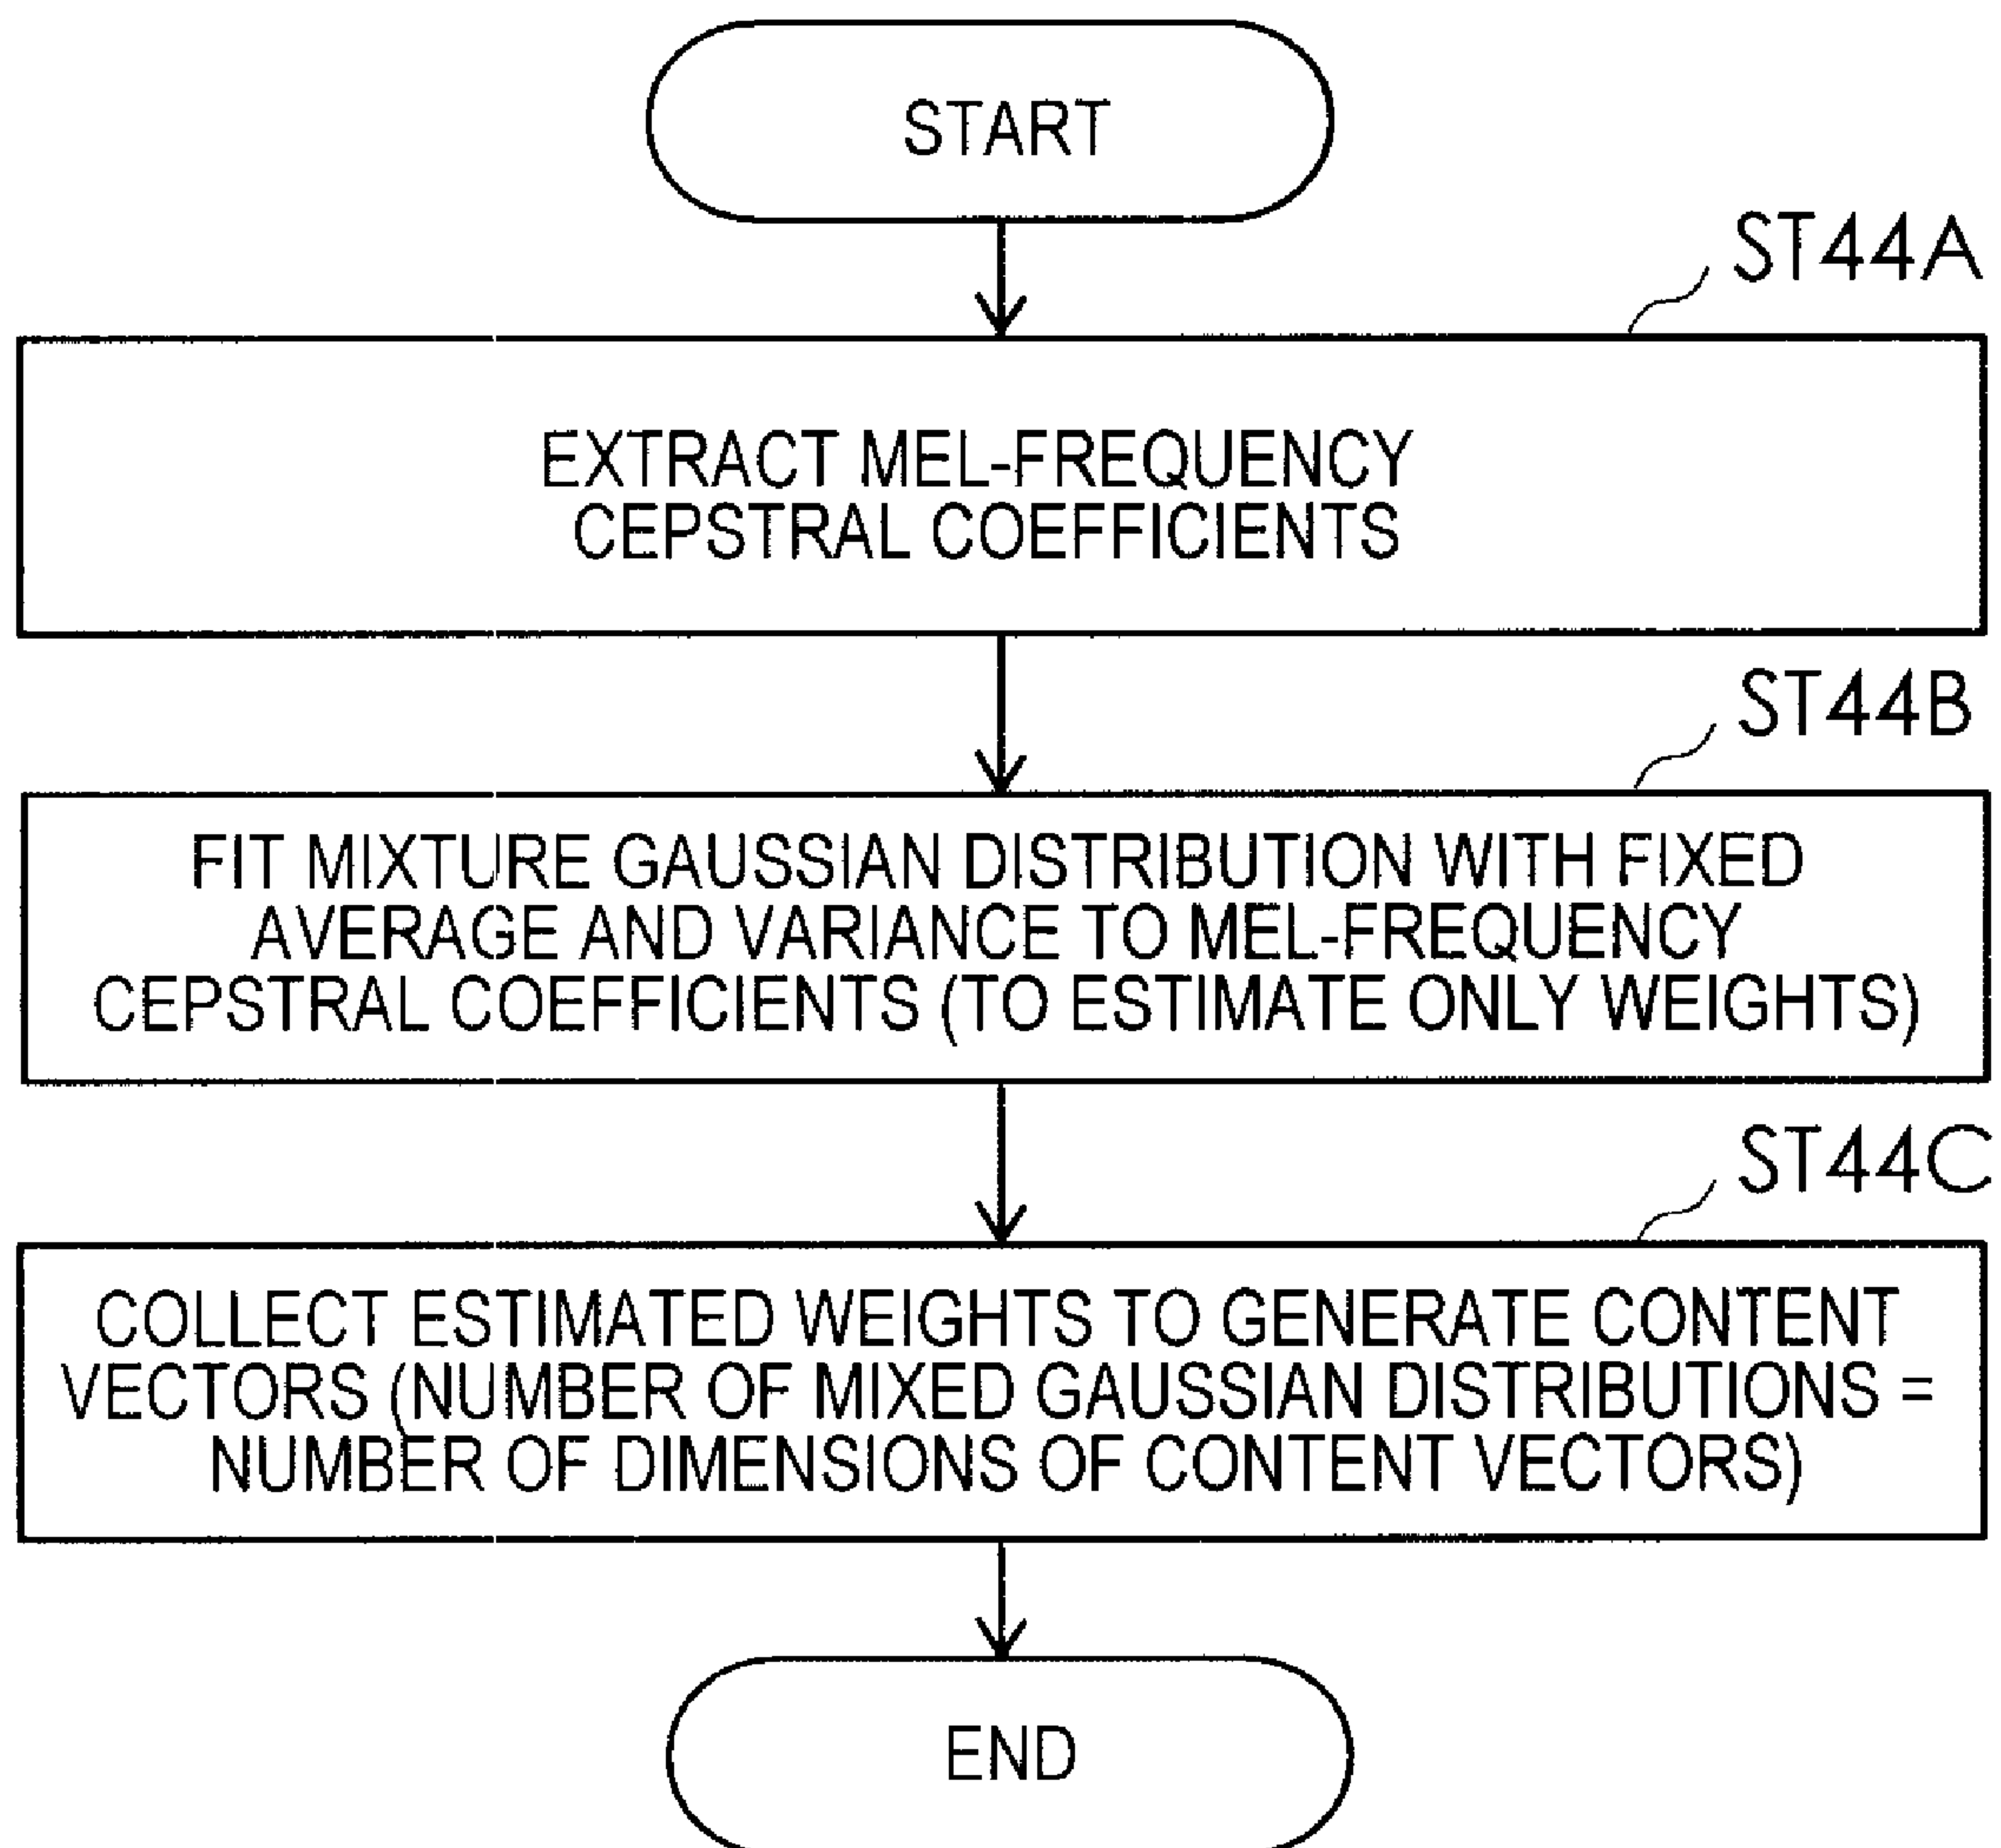 START
ST44A
EXTRACT MEL-FREQUENCY
CEPSTRAL COEFFICIENTS
ST44B
FIT MIXTURE GAUSSIAN DISTRIBUTION WITH FIXED
AVERAGE AND VARIANCE TO MEL-FREQUENCY
CEPSTRAL COEFFICIENTS (TO ESTIMATE ONLY WEIGHTS)
ST44C
COLLECT ESTIMATED WEIGHTS TO GENERATE CONTENT
VECTORS (NUMBER OF MIXED GAUSSIAN DISTRIBUTIONS =
NUMBER OF DIMENSIONS OF CONTENT VECTORS)
END